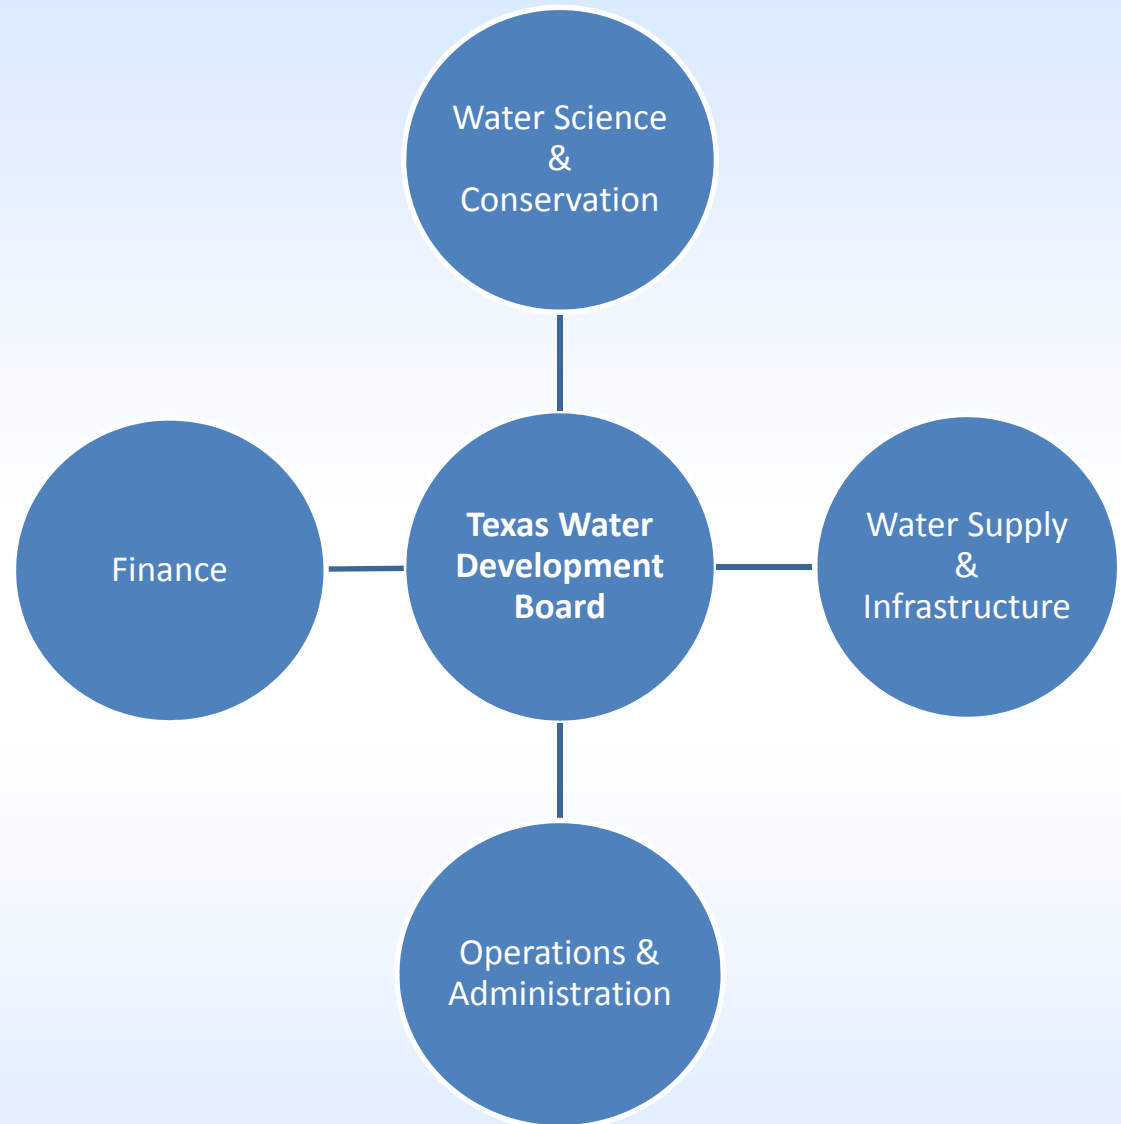 Water Science
&
Conservation
Finance
Texas Water
Development
Board
Water Supply
&
Infrastructure
Operations &
Administration